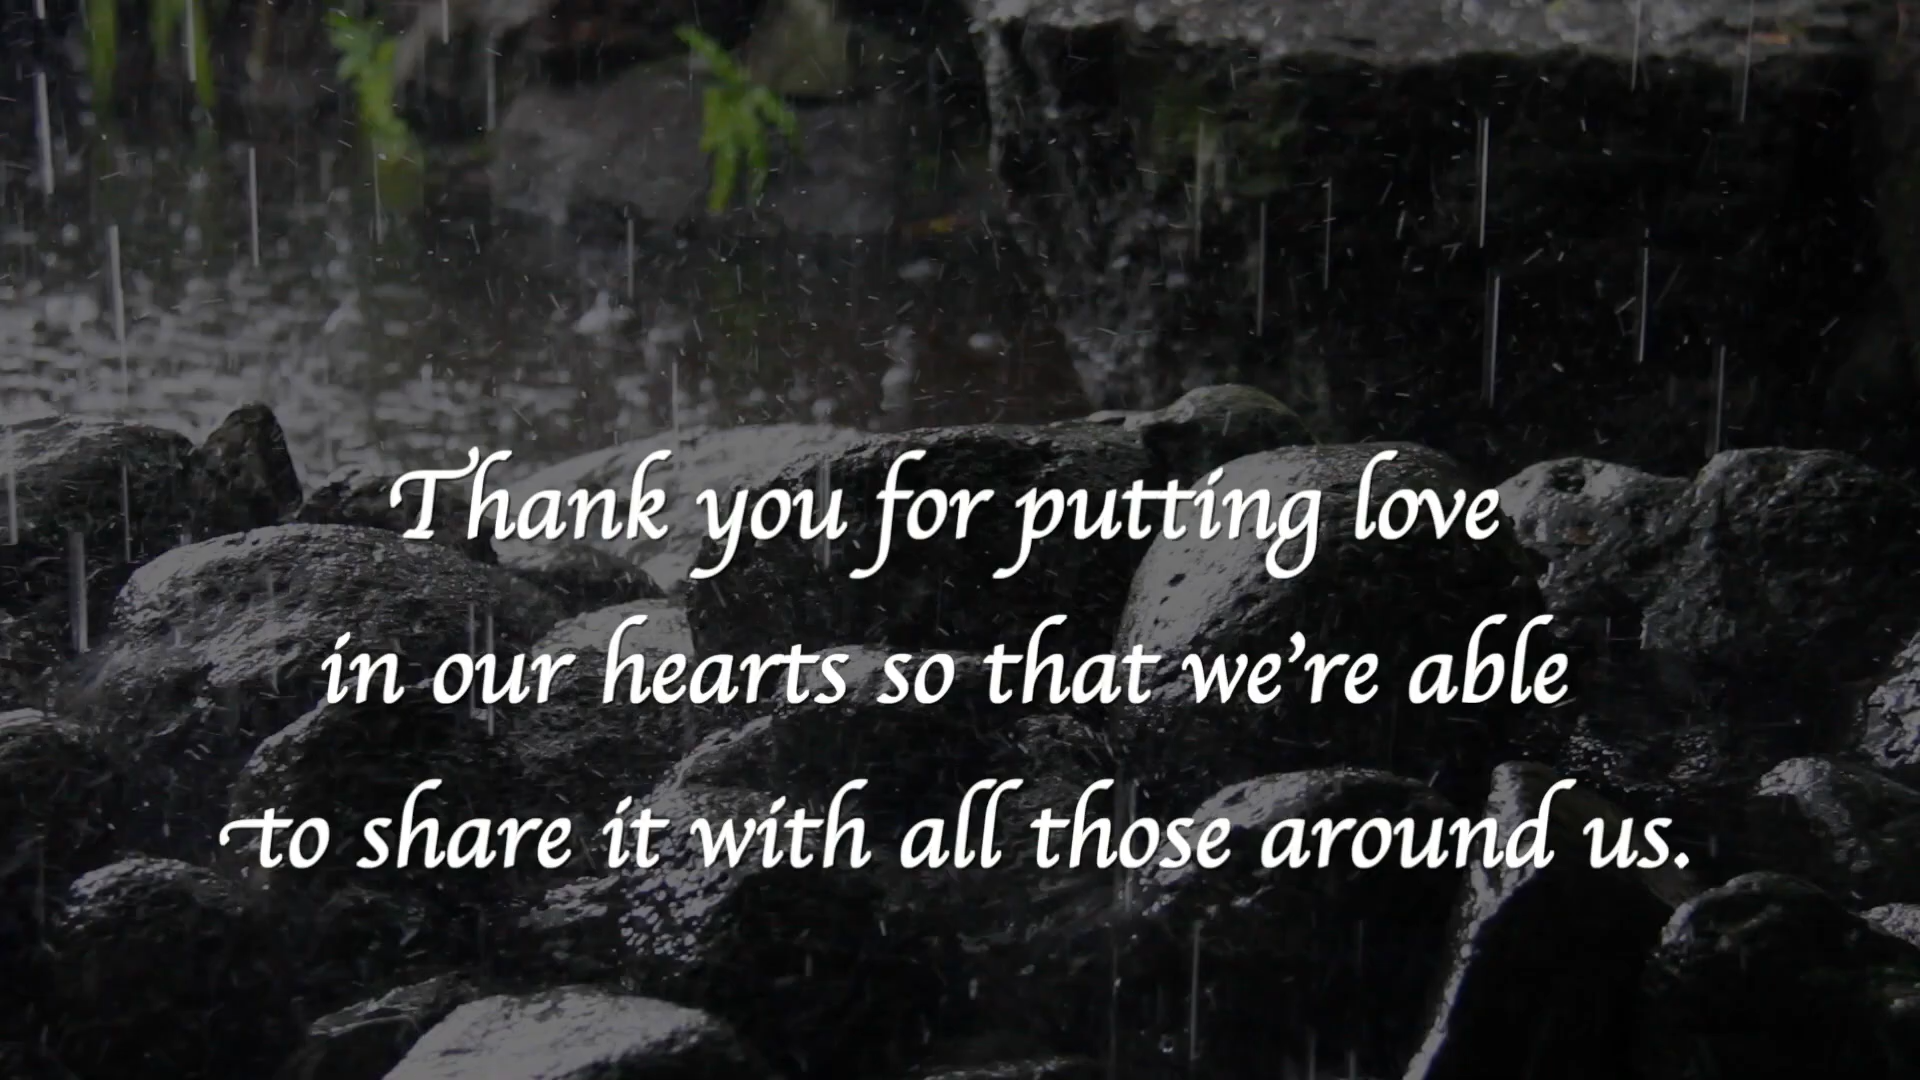 Thank you for putting love
in our hearts so that we're able
to share it with all those around us.